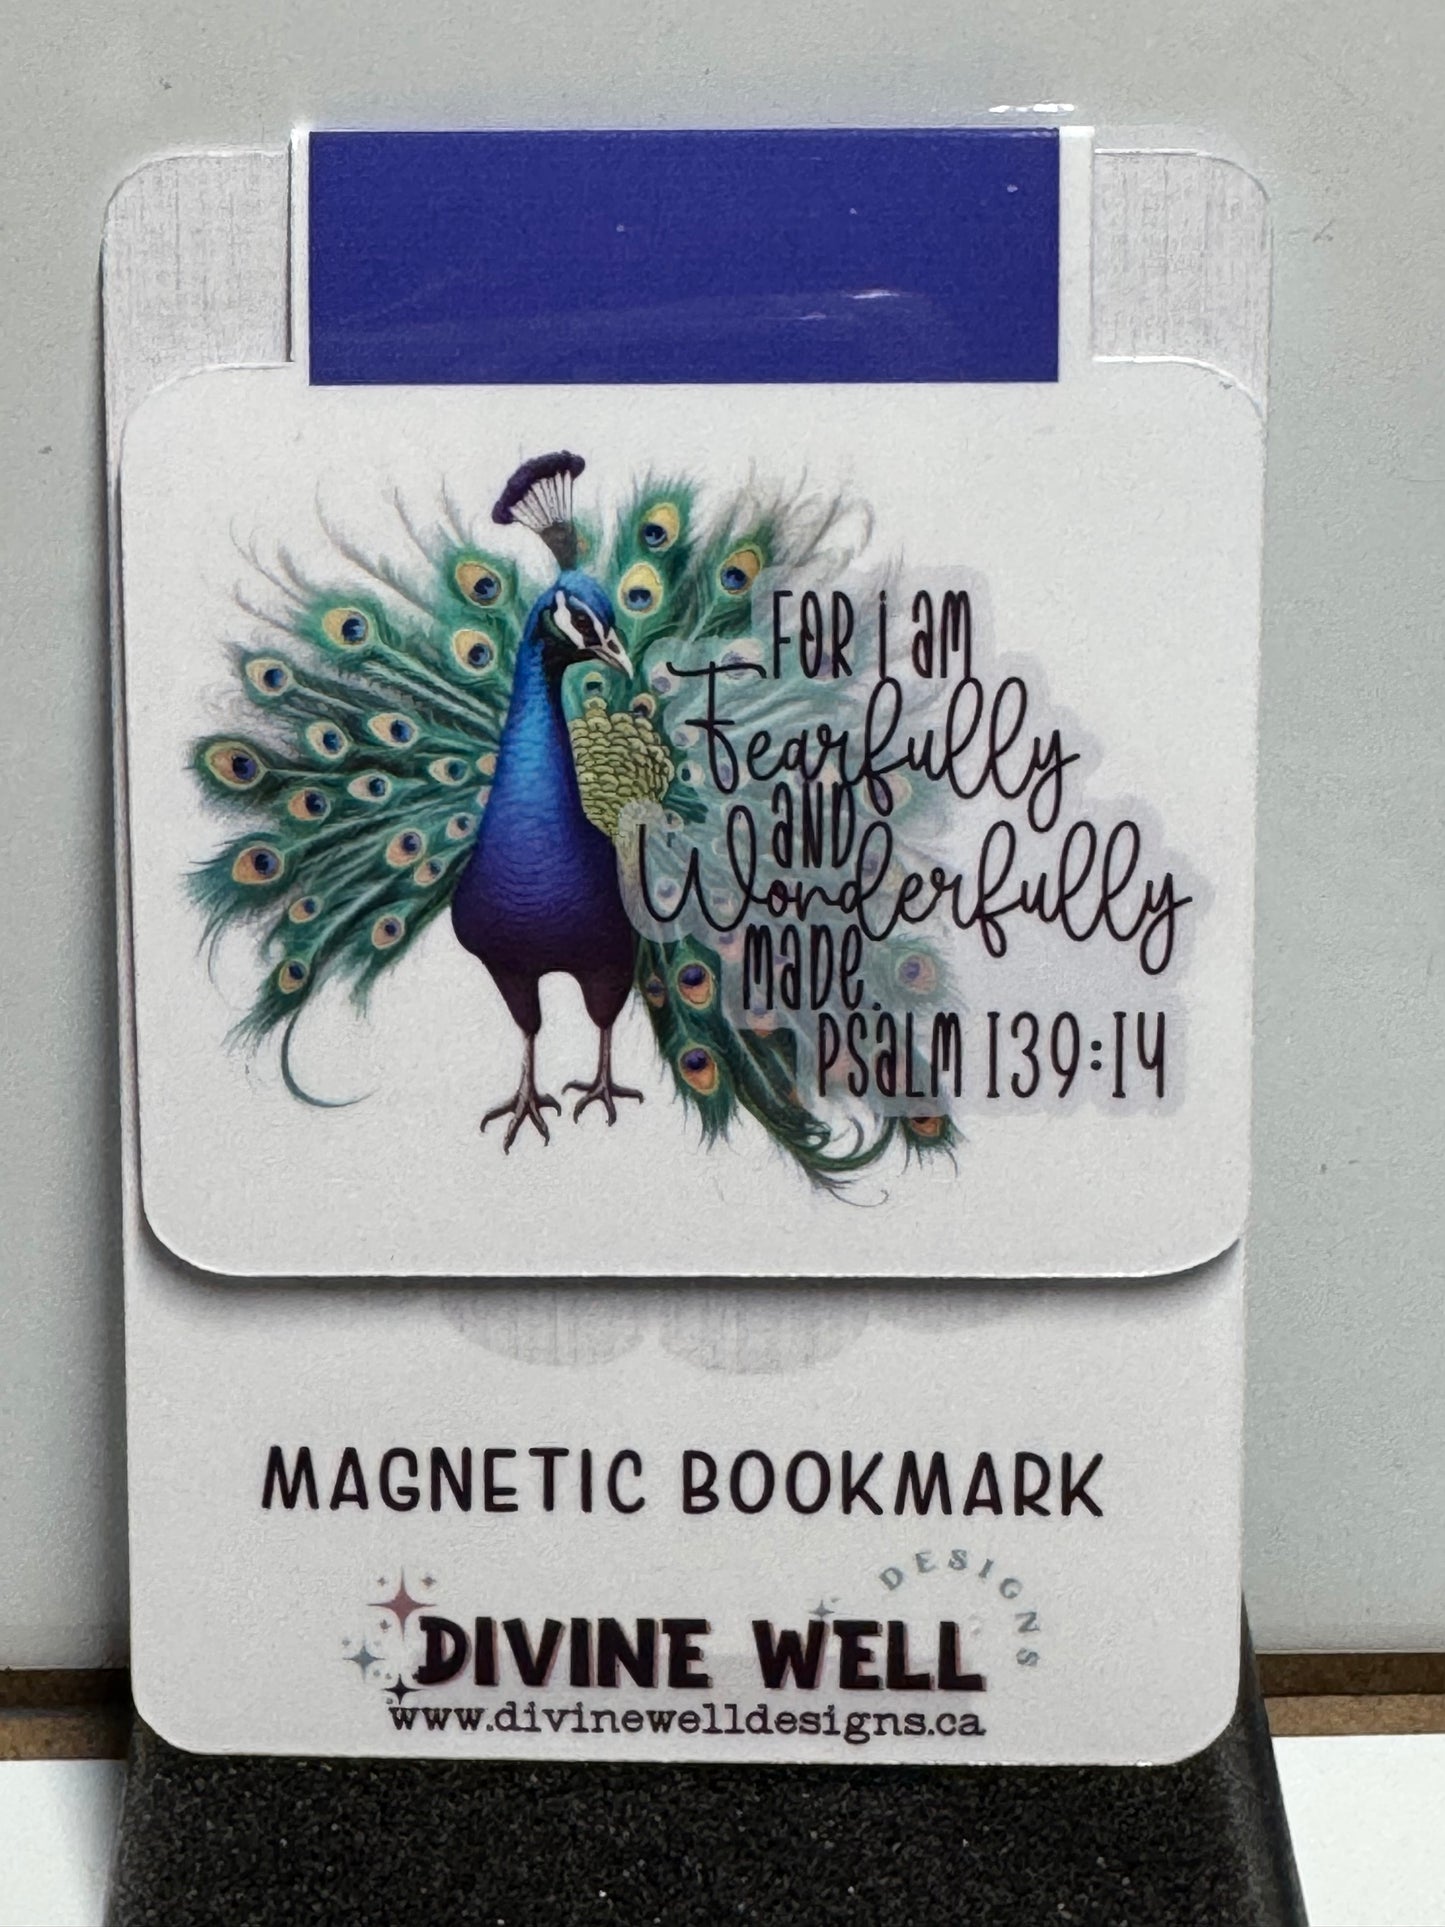 FOR i am
Fearfully
aND
Wonderfully
maDe.
PSaLM 139:14
MAGNETIC BOOKMARK
DESIGNS
DIVINE WELL
www.divinewelldesigns.ca